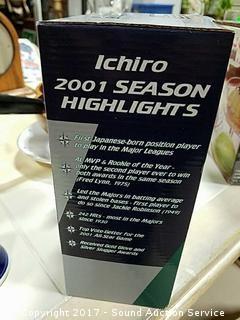 Ichiro
2001 SEASON
HIGHLIGHTS
First Japanese-born position player
to play in the Major Leagues
AL MVP & Rookie of the Year -
only the second player ever to win
both awards in the same season
(Fred Lynn, 1975)
Led the Majors in batting average
and stolen bases - first player to
do so since Jackie Robinson (1949)
242 Hits - most in the Majors
since 1930
Top Vote-Getter for the
2001 All-Star Game
Received Gold Glove and
Silver Slugger Awards
Copyright 2017 - Sound Auction Service